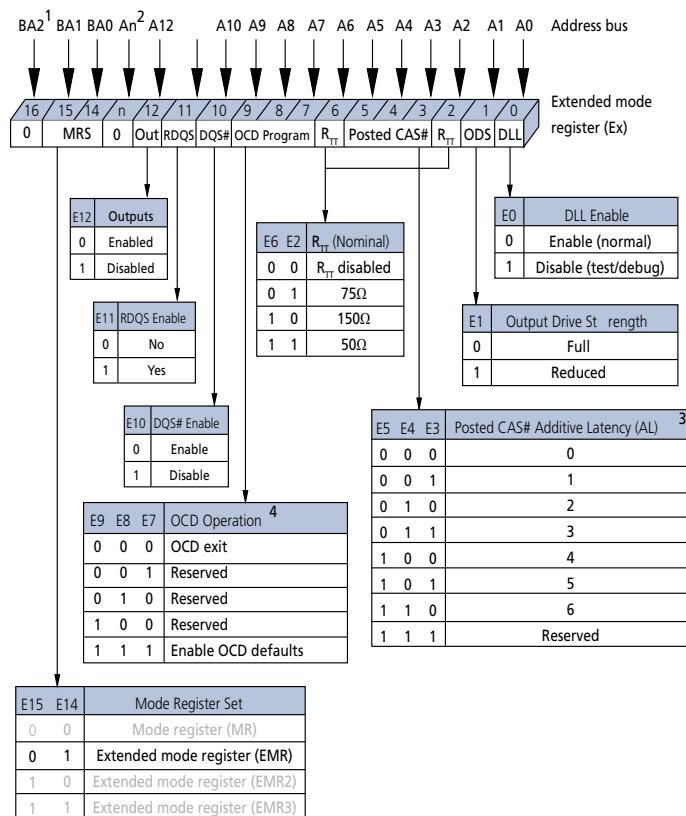 BA2 1 BA1 BA0 An 2 A12 A10 A9 A8 A7 A6 A5 A4 A3 A2 A1 A0 Address bus
16 15 14 n 12 11 10 9 8 7 6 5 4 3 2 1 0
Extended mode
register (Ex)
0 MRS 0 Out RDQS DQS# OCD Program RTT Posted CAS# RTT ODS DLL
E12 Outputs
0 Enabled
1 Disabled
E6 E2 RTT (Nominal)
0 0 RTT disabled
0 1 75Ω
1 0 150Ω
1 1 50Ω
E0 DLL Enable
0 Enable (normal)
1 Disable (test/debug)
E11 RDQS Enable
0 No
1 Yes
E1 Output Drive St rength
0 Full
1 Reduced
E10 DQS# Enable
0 Enable
1 Disable
E5 E4 E3 Posted CAS# Additive Latency (AL) 3
0 0 0 0
0 0 1 1
0 1 0 2
0 1 1 3
1 0 0 4
1 0 1 5
1 1 0 6
1 1 1 Reserved
E9 E8 E7 OCD Operation 4
0 0 0 OCD exit
0 0 1 Reserved
0 1 0 Reserved
1 0 0 Reserved
1 1 1 Enable OCD defaults
E15 E14 Mode Register Set
0 0 Mode register (MR)
0 1 Extended mode register (EMR)
1 0 Extended mode register (EMR2)
1 1 Extended mode register (EMR3)